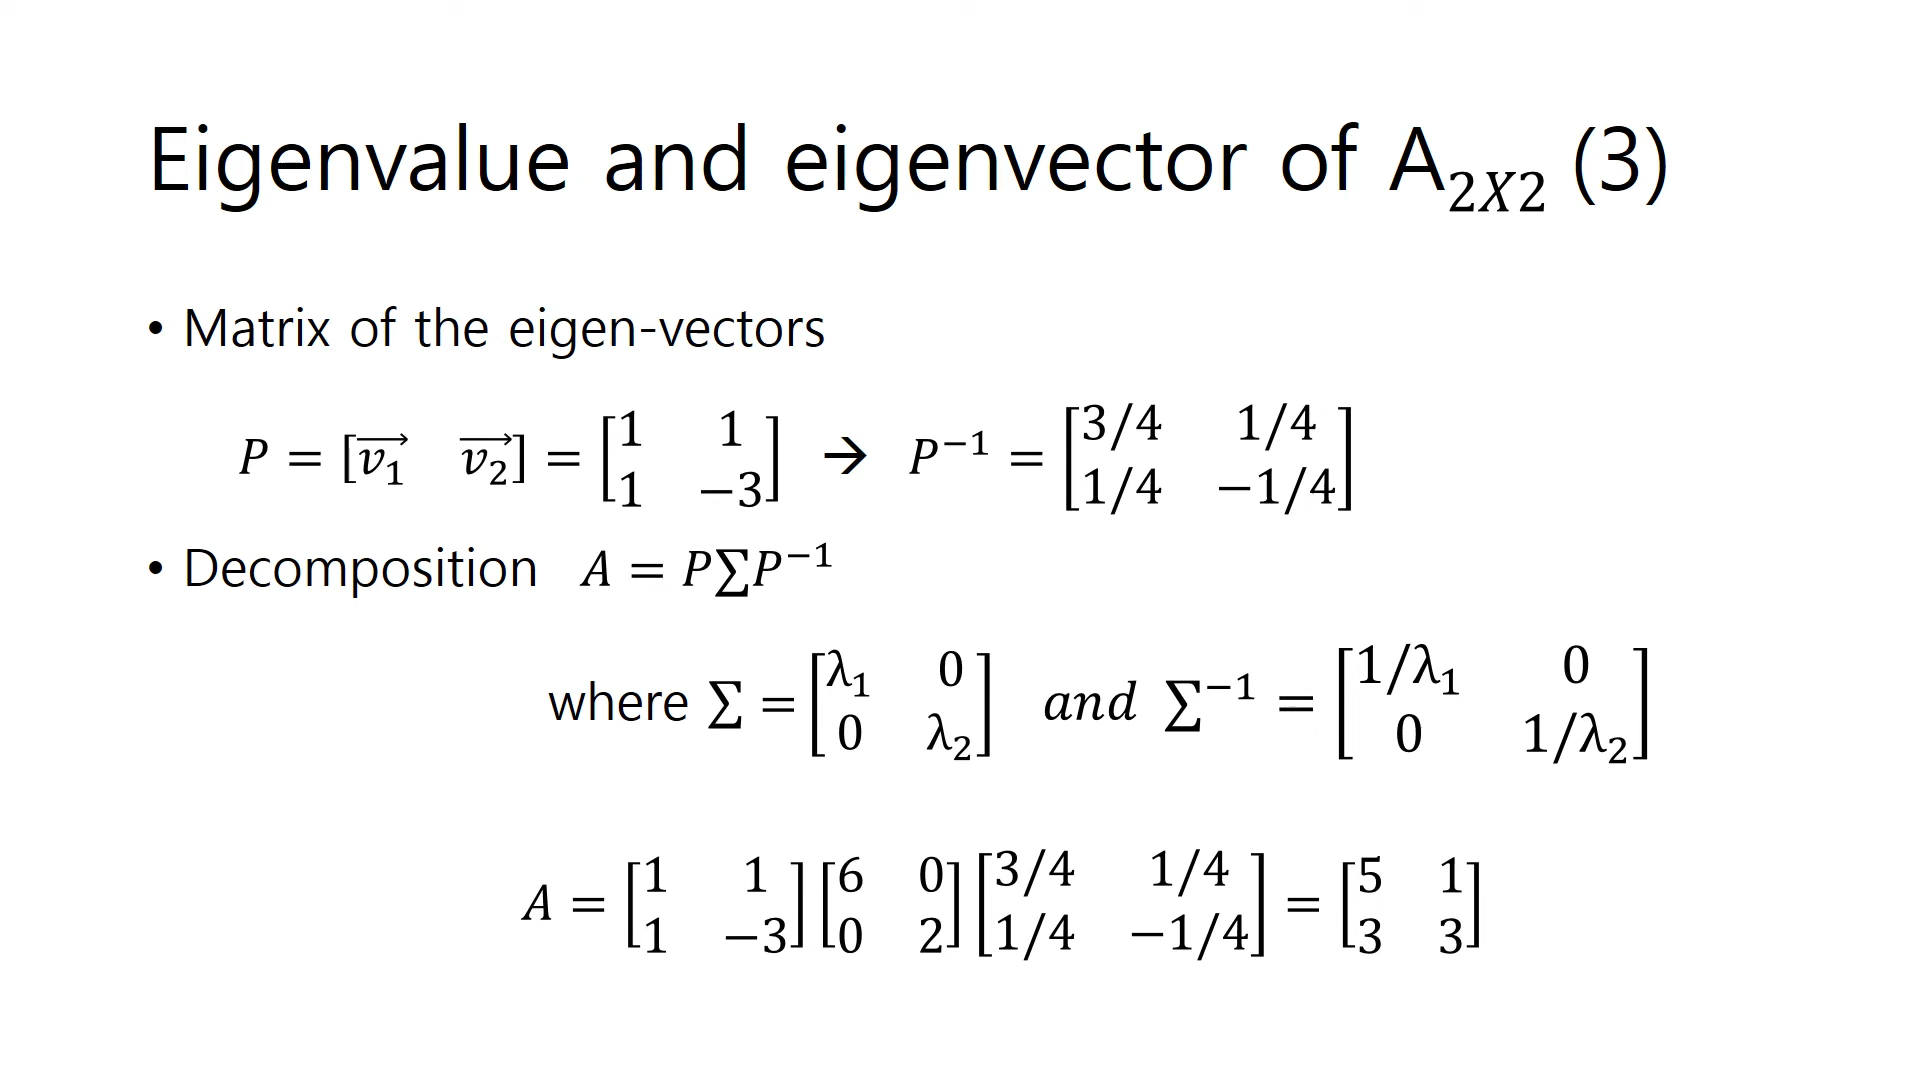 Eigenvalue and eigenvector of A₂ₓ₂ (3)
• Matrix of the eigen-vectors
P = [v₁⃗ v₂⃗] = [1 1; 1 −3] → P⁻¹ = [3/4 1/4; 1/4 −1/4]
• Decomposition A = P∑P⁻¹
where ∑ = [λ₁ 0; 0 λ₂] and ∑⁻¹ = [1/λ₁ 0; 0 1/λ₂]
A = [1 1; 1 −3] [6 0; 0 2] [3/4 1/4; 1/4 −1/4] = [5 1; 3 3]